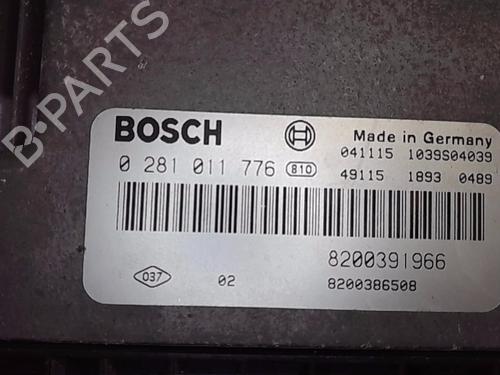 B-PARTS
BOSCH
Made in Germany
0 281 011 776 810
041115 1039S04039
49115 1893 0489
8200391966
037
02
8200386508